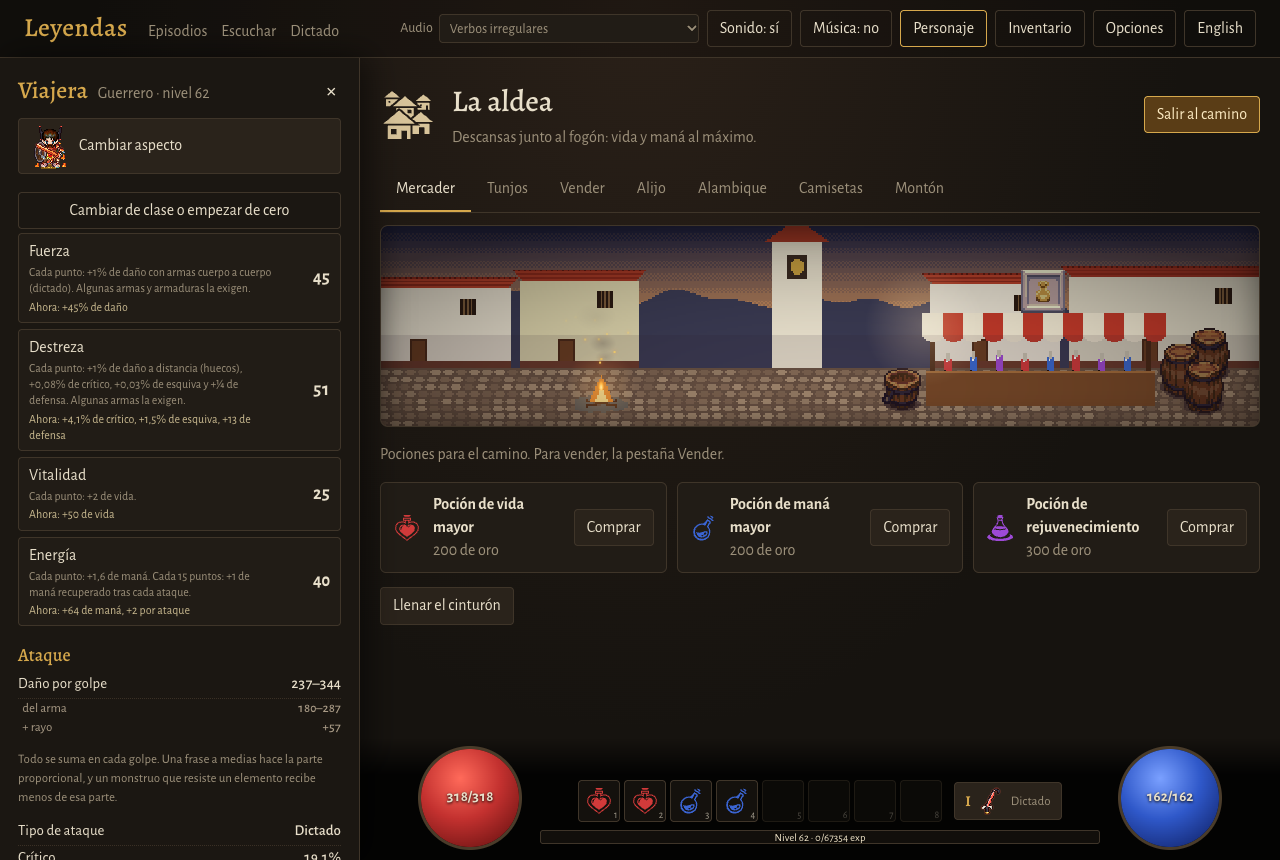 Leyendas
Episodios
Escuchar
Dictado
Audio
Verbos irregulares
Sonido: sí
Música: no
Personaje
Inventario
Opciones
English
Viajera
Guerrero · nivel 62
×
Cambiar aspecto
Cambiar de clase o empezar de cero
Fuerza
Cada punto: +1% de daño con armas cuerpo a cuerpo
(dictado). Algunas armas y armaduras la exigen.
Ahora: +45% de daño
45
Destreza
Cada punto: +1% de daño a distancia (huecos),
+0,08% de crítico, +0,03% de esquiva y +¼ de
defensa. Algunas armas la exigen.
Ahora: +4,1% de crítico, +1,5% de esquiva, +13 de
defensa
51
Vitalidad
Cada punto: +2 de vida.
Ahora: +50 de vida
25
Energía
Cada punto: +1,6 de maná. Cada 15 puntos: +1 de
maná recuperado tras cada ataque.
Ahora: +64 de maná, +2 por ataque
40
Ataque
Daño por golpe 237–344
del arma 180–287
+ rayo +57
Todo se suma en cada golpe. Una frase a medias hace la parte
proporcional, y un monstruo que resiste un elemento recibe
menos de esa parte.
Tipo de ataque Dictado
Crítico 19,1%
La aldea
Descansas junto al fogón: vida y maná al máximo.
Salir al camino
Mercader
Tunjos
Vender
Alijo
Alambique
Camisetas
Montón
Pociones para el camino. Para vender, la pestaña Vender.
Poción de vida
mayor
200 de oro
Comprar
Poción de maná
mayor
200 de oro
Comprar
Poción de
rejuvenecimiento
300 de oro
Comprar
Llenar el cinturón
318/318
1
2
3
4
5
6
7
8
I
Dictado
162/162
Nivel 62 · 0/67354 exp